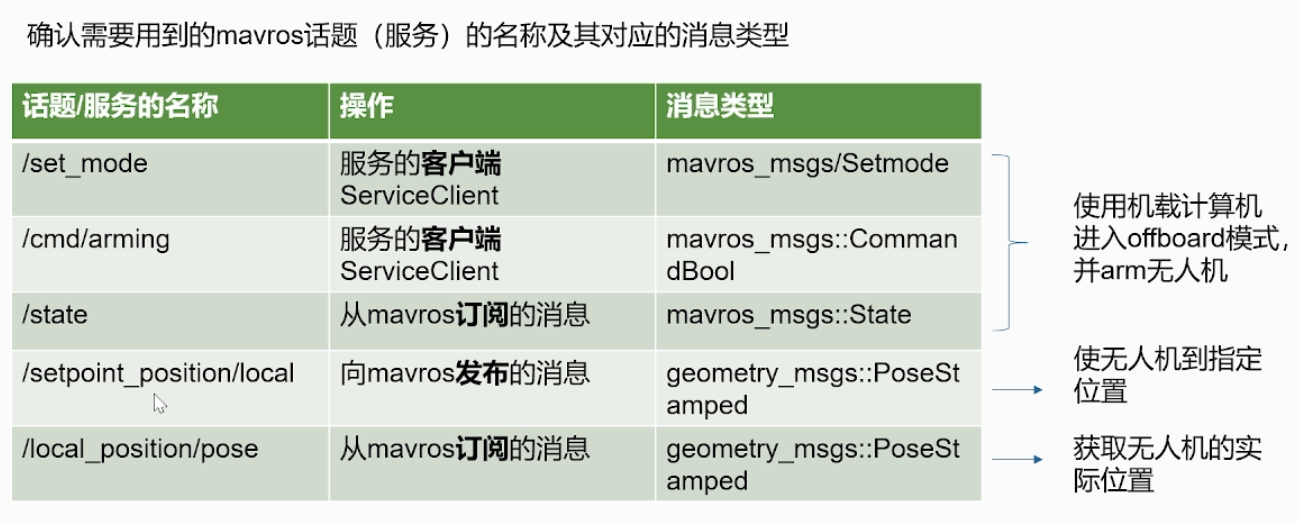 确认需要用到的mavros话题（服务）的名称及其对应的消息类型
话题/服务的名称 操作 消息类型
/set_mode 服务的客户端 mavros_msgs/Setmode
ServiceClient
/cmd/arming 服务的客户端 mavros_msgs::Comman
ServiceClient dBool
/state 从mavros订阅的消息 mavros_msgs::State
使用机载计算机
进入offboard模式，
并arm无人机
/setpoint_position/local 向mavros发布的消息 geometry_msgs::PoseSt
amped
使无人机到指定
位置
/local_position/pose 从mavros订阅的消息 geometry_msgs::PoseSt
amped
获取无人机的实
际位置